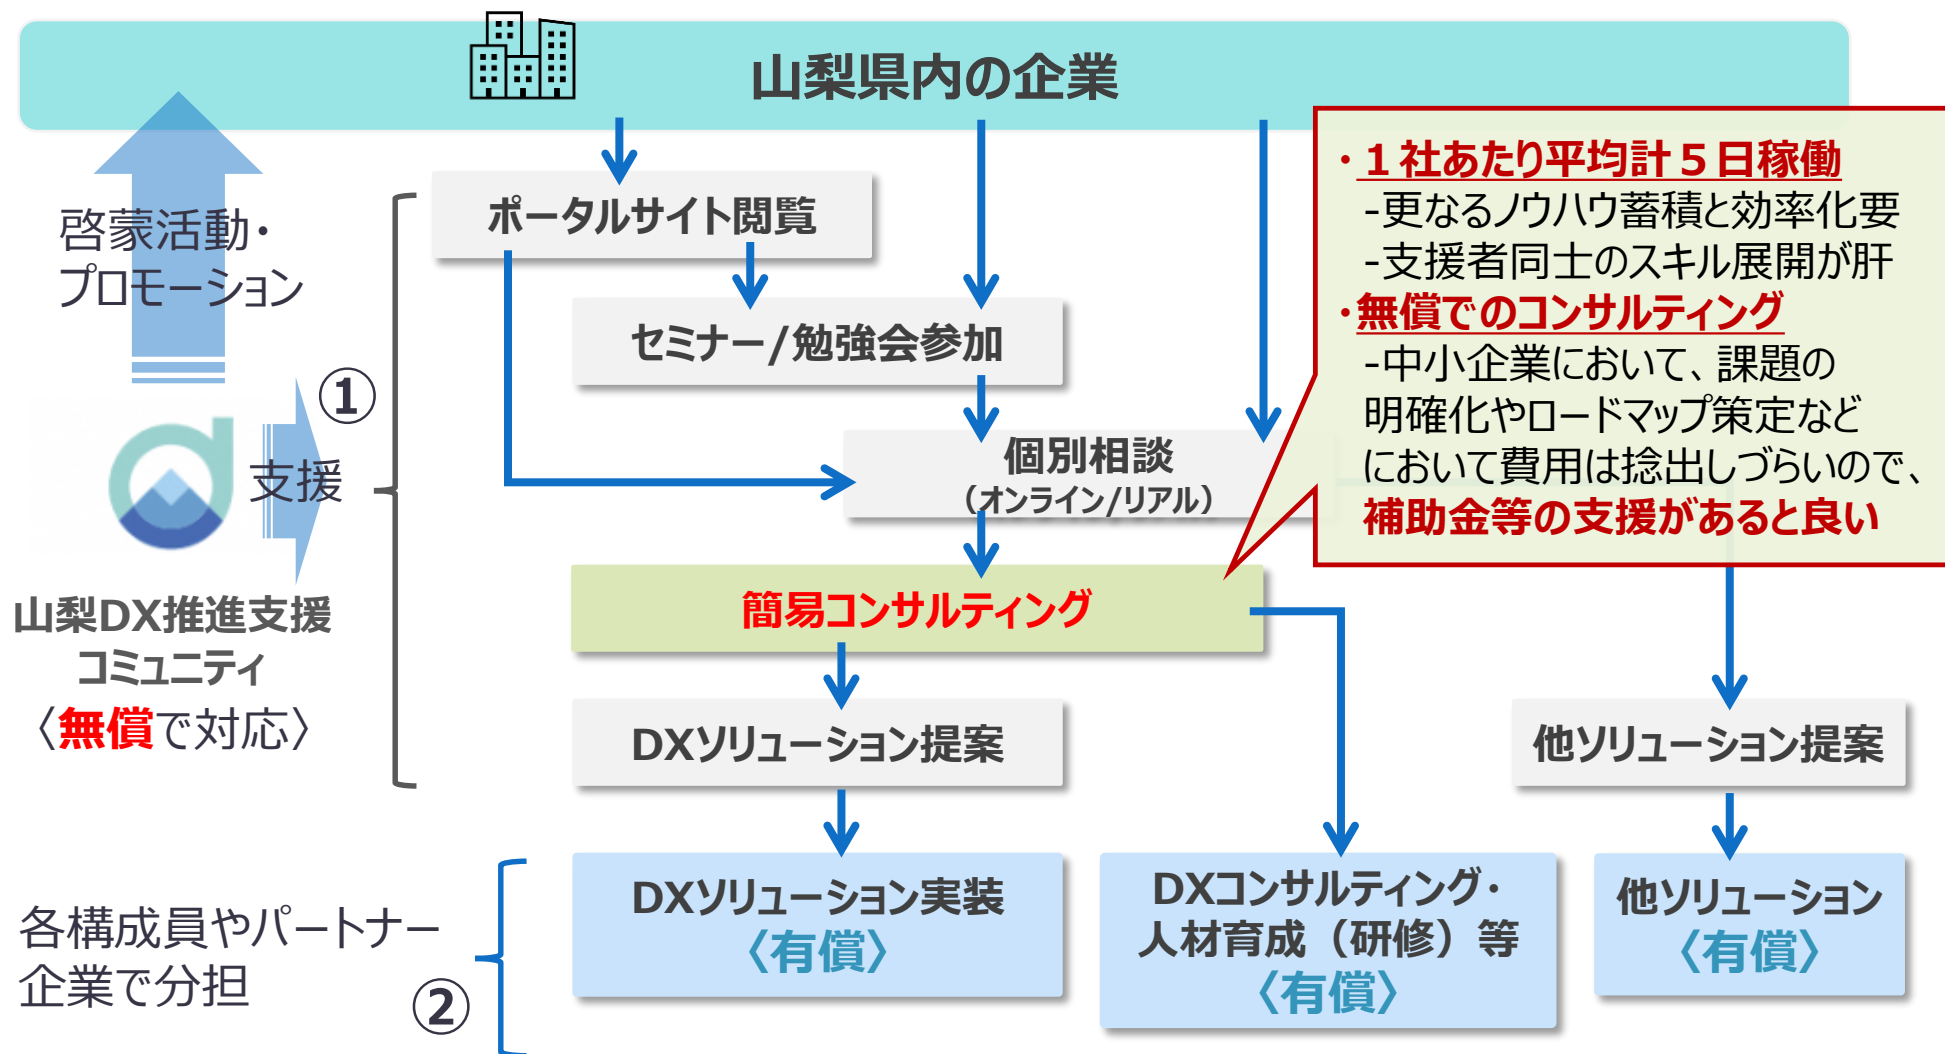 山梨県内の企業
啓蒙活動・
プロモーション
①
支援
山梨DX推進支援
コミュニティ
〈無償で対応〉
ポータルサイト閲覧
セミナー/勉強会参加
個別相談
（オンライン/リアル）
簡易コンサルティング
DXソリューション提案
他ソリューション提案
・１社あたり平均計５日稼働
-更なるノウハウ蓄積と効率化要
-支援者同士のスキル展開が肝
・無償でのコンサルティング
-中小企業において、課題の
明確化やロードマップ策定など
において費用は捻出しづらいので、
補助金等の支援があると良い
各構成員やパートナー
企業で分担
②
DXソリューション実装
〈有償〉
DXコンサルティング・
人材育成（研修）等
〈有償〉
他ソリューション
〈有償〉